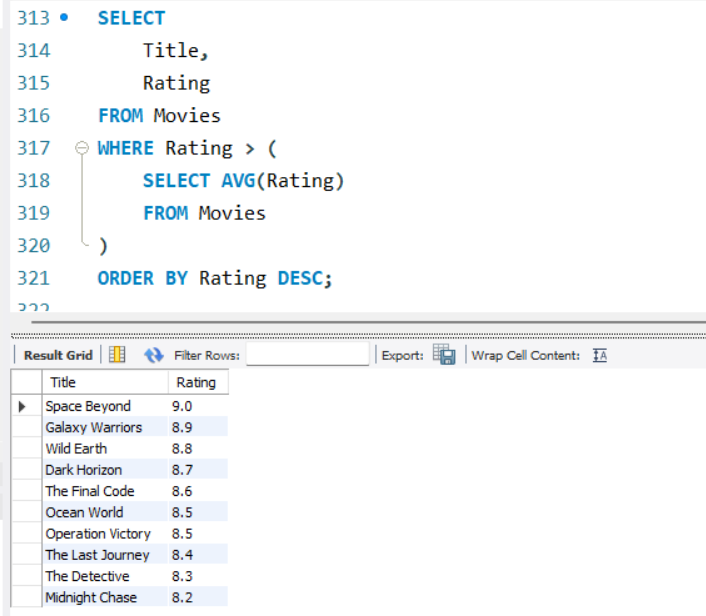 313 SELECT
314 Title,
315 Rating
316 FROM Movies
317 WHERE Rating > (
318 SELECT AVG(Rating)
319 FROM Movies
320 )
321 ORDER BY Rating DESC;
322
Result Grid Filter Rows: Export: Wrap Cell Content: IA
Title Rating
Space Beyond 9.0
Galaxy Warriors 8.9
Wild Earth 8.8
Dark Horizon 8.7
The Final Code 8.6
Ocean World 8.5
Operation Victory 8.5
The Last Journey 8.4
The Detective 8.3
Midnight Chase 8.2